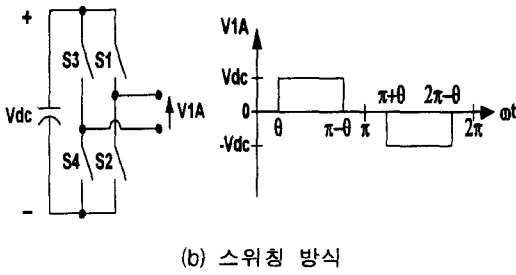 +
S3 S1
Vdc
V1A
S4 S2
−
V1A
Vdc
0
-Vdc
θ
π-θ
π
π+θ
2π-θ
2π
ωt
(b) 스위칭 방식